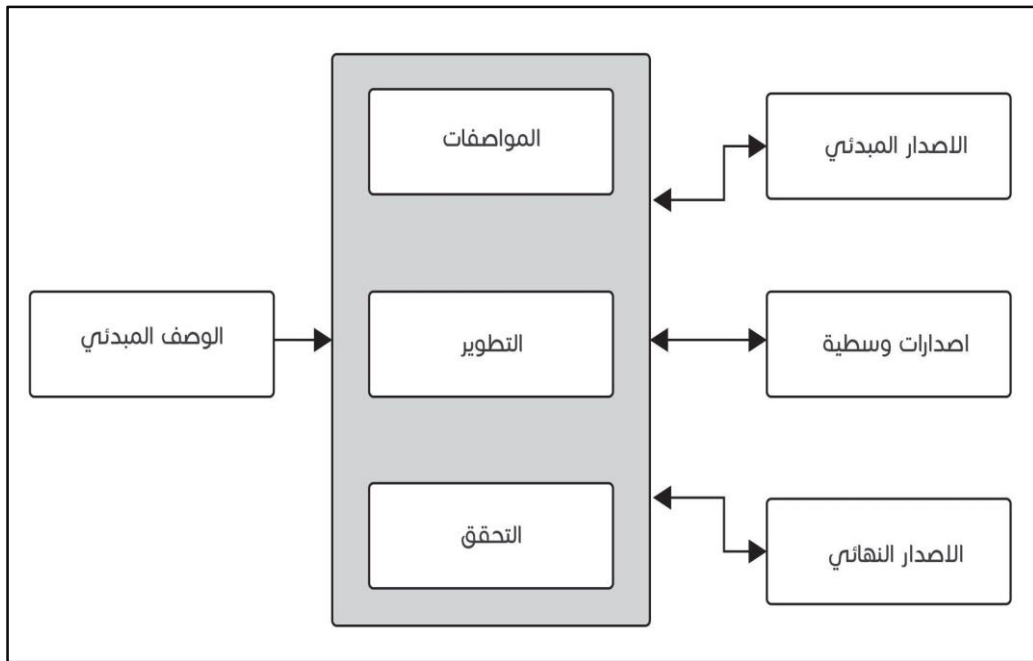 المواصفات
الاصدار المبدئي
الوصف المبدئي
التطوير
اصدارات وسطية
التحقق
الاصدار النهائي